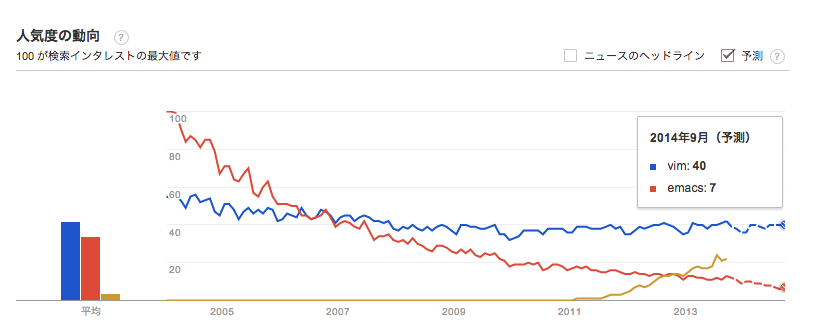 人気度の動向 ?
100 が検索インタレストの最大値です
ニュースのヘッドライン 予測 ?
100
80
60
40
20
2014年9月（予測）
vim: 40
emacs: 7
平均
2005 2007 2009 2011 2013